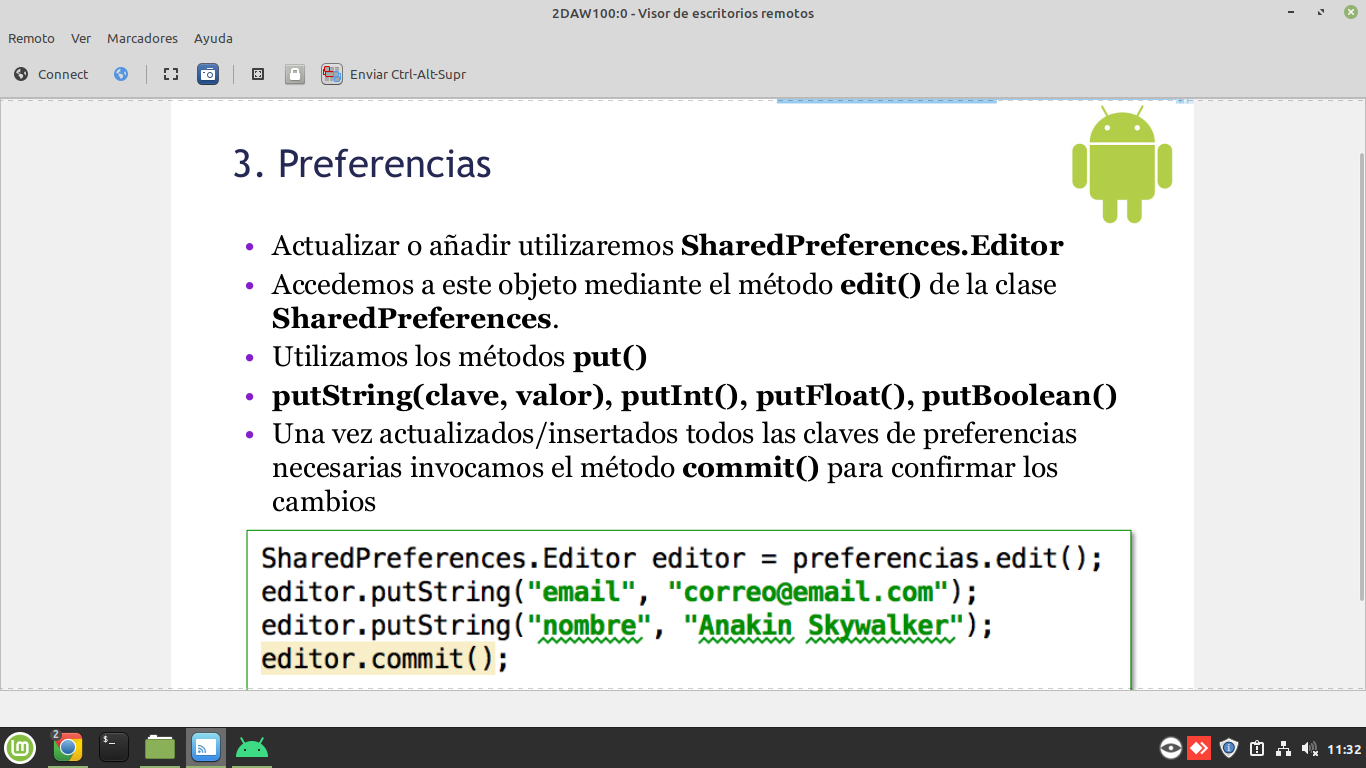 2DAW100:0 - Visor de escritorios remotos
Remoto Ver Marcadores Ayuda
Connect Enviar Ctrl-Alt-Supr
3. Preferencias
• Actualizar o añadir utilizaremos SharedPreferences.Editor
• Accedemos a este objeto mediante el método edit() de la clase
SharedPreferences.
• Utilizamos los métodos put()
• putString(clave, valor), putInt(), putFloat(), putBoolean()
• Una vez actualizados/insertados todos las claves de preferencias
necesarias invocamos el método commit() para confirmar los
cambios
SharedPreferences.Editor editor = preferencias.edit();
editor.putString("email", "correo@email.com");
editor.putString("nombre", "Anakin Skywalker");
editor.commit();
2
11:32